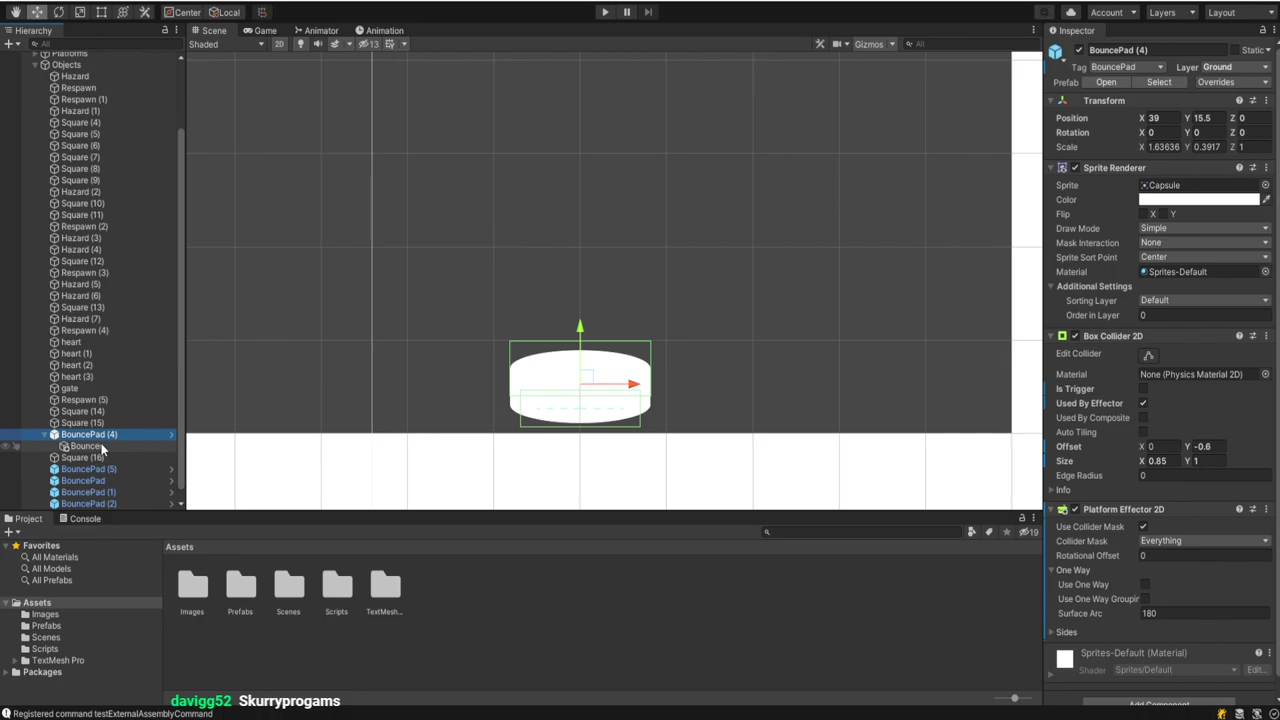 Center
Local
Account
Layers
Layout
Hierarchy
Scene
Game
Animator
Animation
Inspector
All
Shaded
2D
13
Gizmos
All
BouncePad (4)
Static
Tag BouncePad
Layer Ground
Prefab Open Select Overrides
Platforms
Objects
Hazard
Respawn
Respawn (1)
Hazard (1)
Square (4)
Square (5)
Square (6)
Square (7)
Square (8)
Square (9)
Hazard (2)
Square (10)
Square (11)
Respawn (2)
Hazard (3)
Hazard (4)
Square (12)
Respawn (3)
Hazard (5)
Hazard (6)
Square (13)
Hazard (7)
Respawn (4)
heart
heart (1)
heart (2)
heart (3)
gate
Respawn (5)
Square (14)
Square (15)
BouncePad (4)
Bounce
Square (16)
BouncePad (5)
BouncePad
BouncePad (1)
BouncePad (2)
Transform
Position X 39 Y 15.5 Z 0
Rotation X 0 Y 0 Z 0
Scale X 1.63636 Y 0.3917 Z 1
Sprite Renderer
Sprite Capsule
Color
Flip X Y
Draw Mode Simple
Mask Interaction None
Sprite Sort Point Center
Material Sprites-Default
Additional Settings
Sorting Layer Default
Order in Layer 0
Box Collider 2D
Edit Collider
Material None (Physics Material 2D)
Is Trigger
Used By Effector
Used By Composite
Auto Tiling
Offset X 0 Y -0.6
Size X 0.85 Y 1
Edge Radius 0
Info
Platform Effector 2D
Use Collider Mask
Collider Mask Everything
Rotational Offset 0
One Way
Use One Way
Use One Way Groupin
Surface Arc 180
Sides
Sprites-Default (Material)
Shader Sprites/Default Edit...
Add Component
Project
Console
19
Favorites
All Materials
All Models
All Prefabs
Assets
Images
Prefabs
Scenes
Scripts
TextMesh Pro
Packages
Assets
Images
Prefabs
Scenes
Scripts
TextMesh...
davigg52 Skurryprogams
Registered command testExternalAssemblyCommand